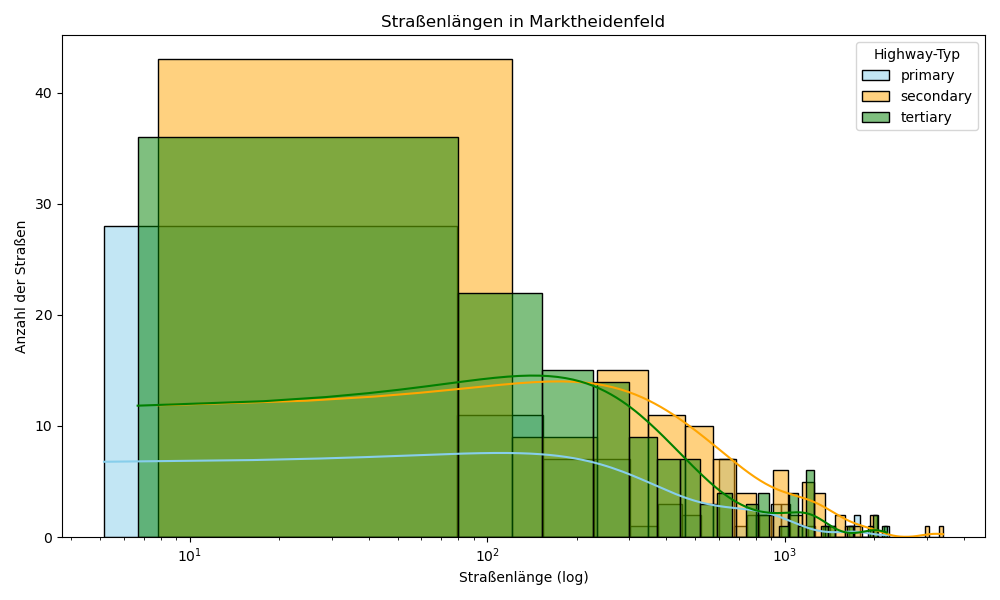 Straßenlängen in Marktheidenfeld
Highway-Typ
primary
secondary
tertiary
Anzahl der Straßen
40
30
20
10
0
10¹
10²
10³
Straßenlänge (log)